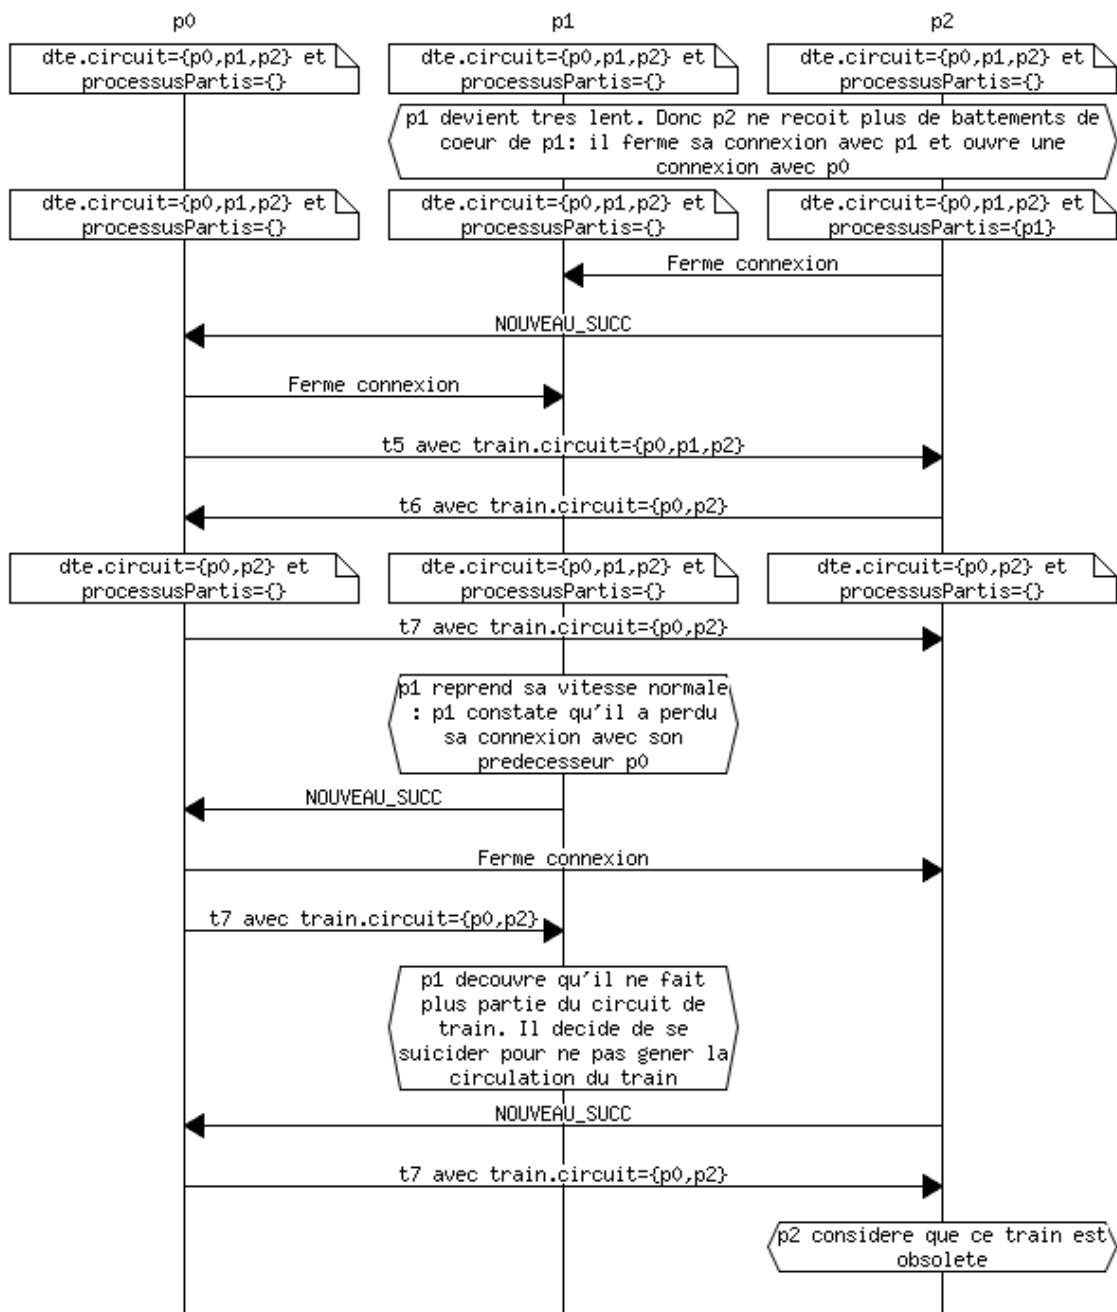 p0 p1 p2
dte.circuit={p0,p1,p2} et
processusPartis={}
dte.circuit={p0,p1,p2} et
processusPartis={}
dte.circuit={p0,p1,p2} et
processusPartis={}
p1 devient tres lent. Donc p2 ne recoit plus de battements de
coeur de p1: il ferme sa connexion avec p1 et ouvre une
connexion avec p0
dte.circuit={p0,p1,p2} et
processusPartis={}
dte.circuit={p0,p1,p2} et
processusPartis={}
dte.circuit={p0,p1,p2} et
processusPartis={p1}
Ferme connexion
NOUVEAU_SUCC
Ferme connexion
t5 avec train.circuit={p0,p1,p2}
t6 avec train.circuit={p0,p2}
dte.circuit={p0,p2} et
processusPartis={}
dte.circuit={p0,p1,p2} et
processusPartis={}
dte.circuit={p0,p2} et
processusPartis={}
t7 avec train.circuit={p0,p2}
p1 reprend sa vitesse normale
: p1 constate qu'il a perdu
sa connexion avec son
predecesseur p0
NOUVEAU_SUCC
Ferme connexion
t7 avec train.circuit={p0,p2}
p1 decouvre qu'il ne fait
plus partie du circuit de
train. Il decide de se
suicider pour ne pas gener la
circulation du train
NOUVEAU_SUCC
t7 avec train.circuit={p0,p2}
p2 considere que ce train est
obsolete